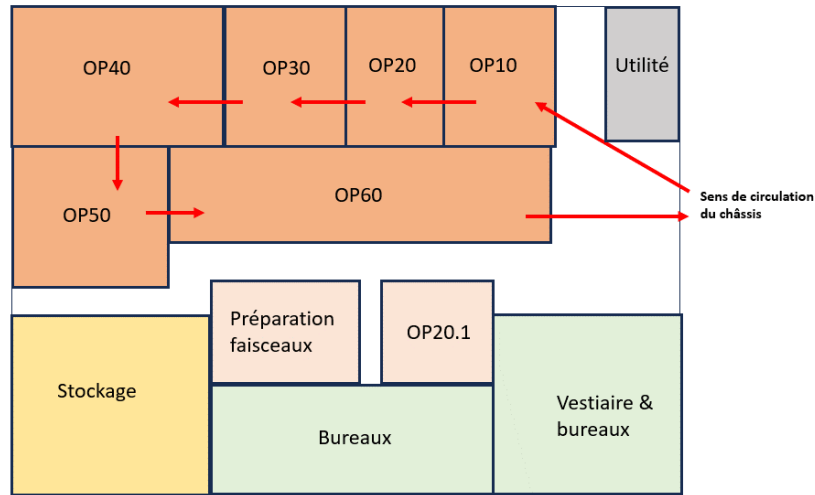 OP40
OP30
OP20
OP10
Utilité
OP50
OP60
Sens de circulation
du châssis
Préparation
faisceaux
OP20.1
Stockage
Bureaux
Vestiaire &
bureaux